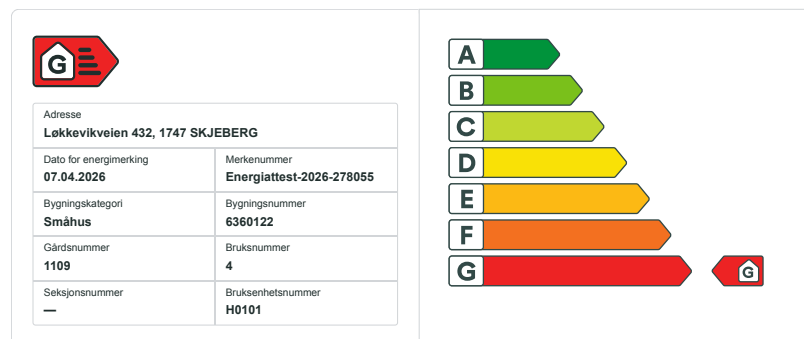 G
Adresse
Løkkevikveien 432, 1747 SKJEBERG
Dato for energimerking
07.04.2026
Merkenummer
Energiattest-2026-278055
Bygningskategori
Småhus
Bygningsnummer
6360122
Gårdsnummer
1109
Bruksnummer
4
Seksjonsnummer
—
Bruksenhetsnummer
H0101
A
B
C
D
E
F
G
G